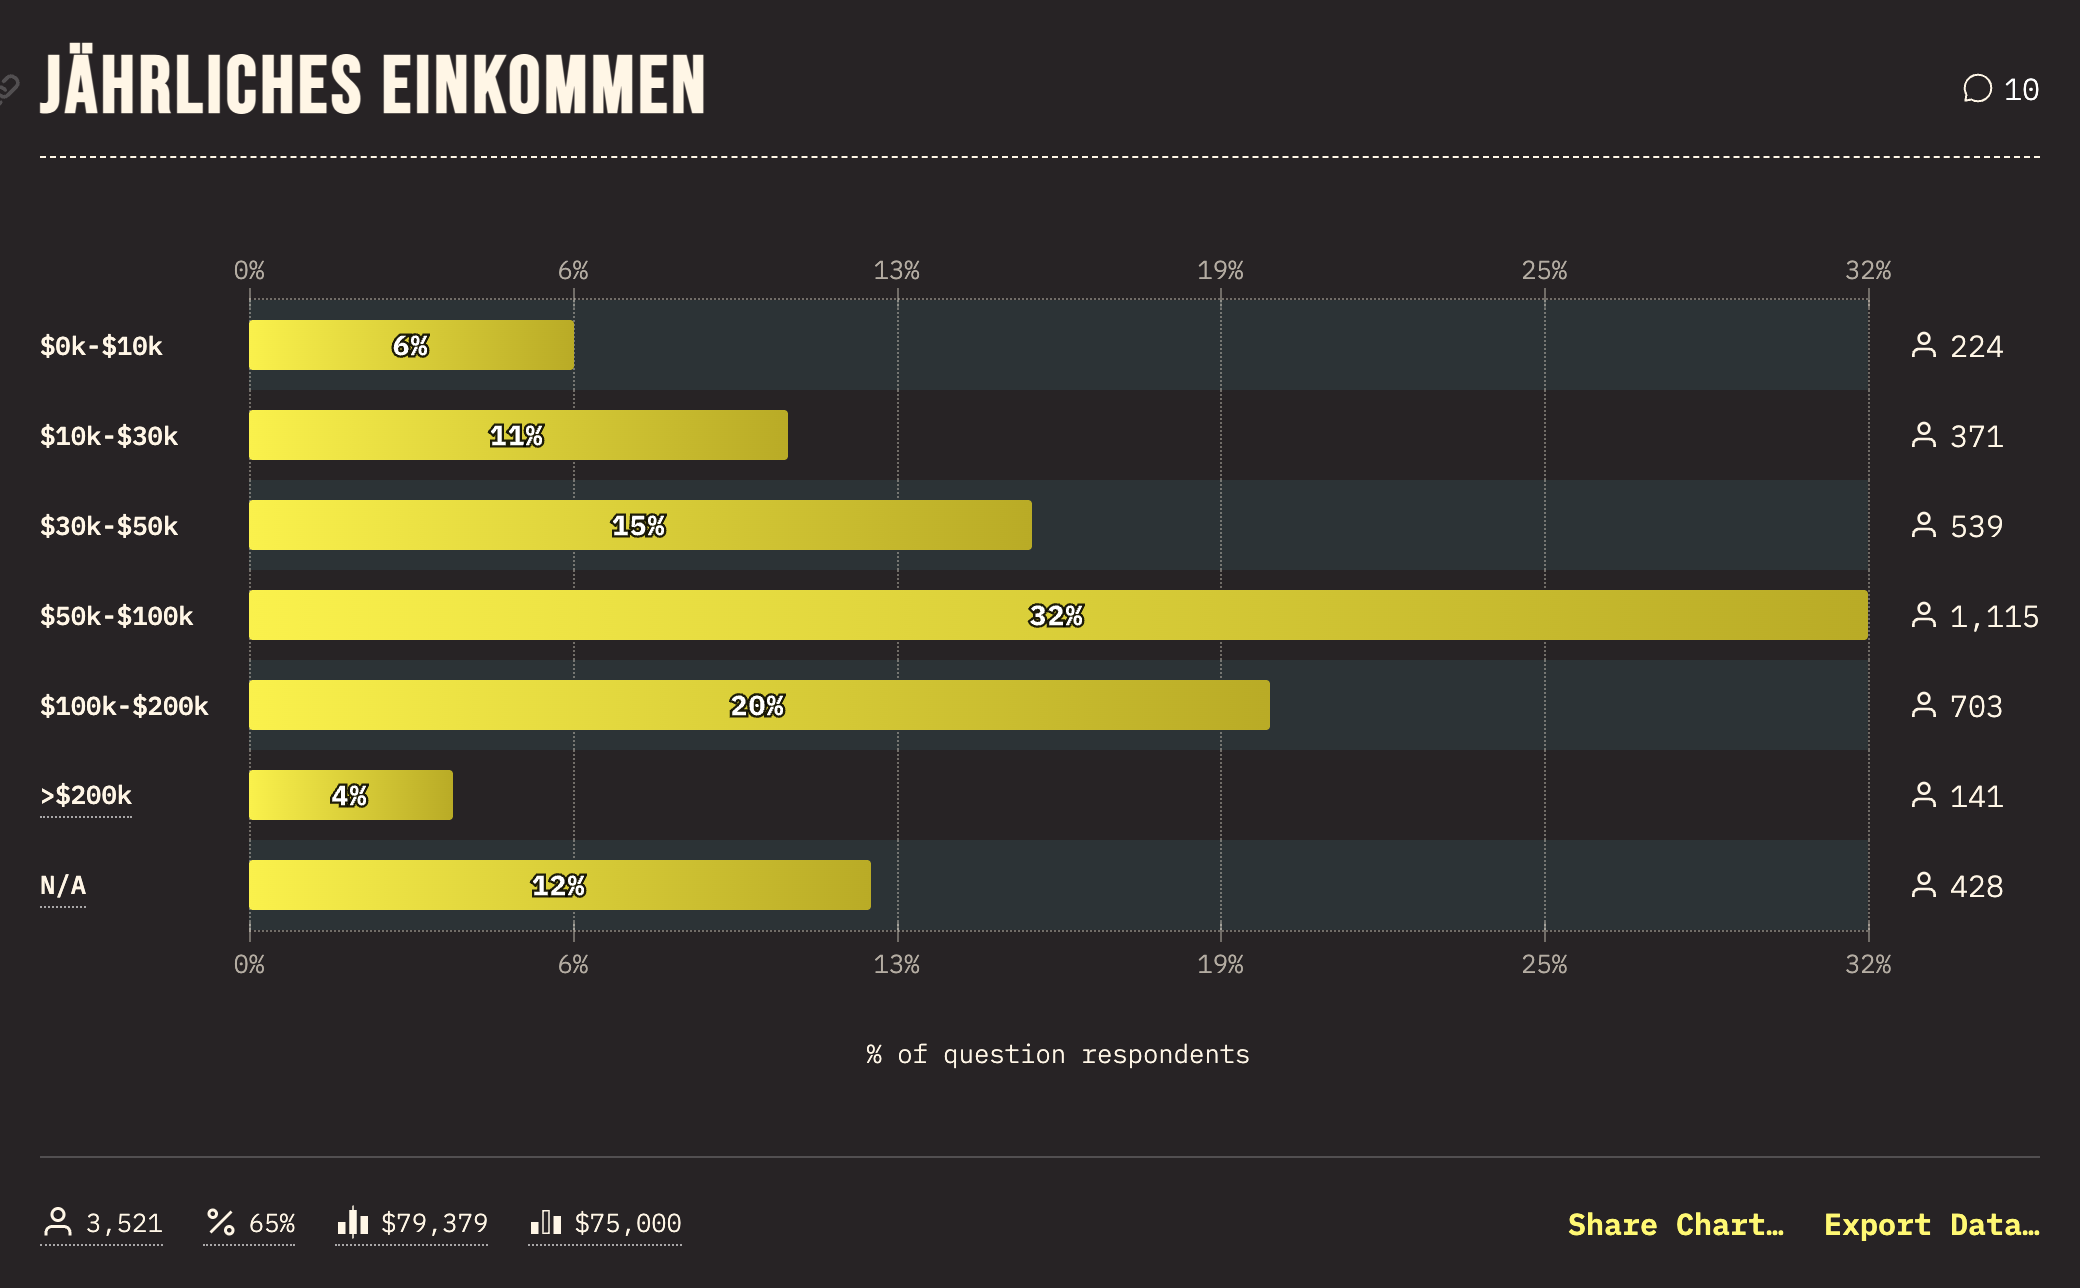 JÄHRLICHES EINKOMMEN
10
0% 6% 13% 19% 25% 32%
$0k-$10k 6% 224
$10k-$30k 11% 371
$30k-$50k 15% 539
$50k-$100k 32% 1,115
$100k-$200k 20% 703
>$200k 4% 141
N/A 12% 428
0% 6% 13% 19% 25% 32%
% of question respondents
3,521 65% $79,379 $75,000 Share Chart… Export Data…